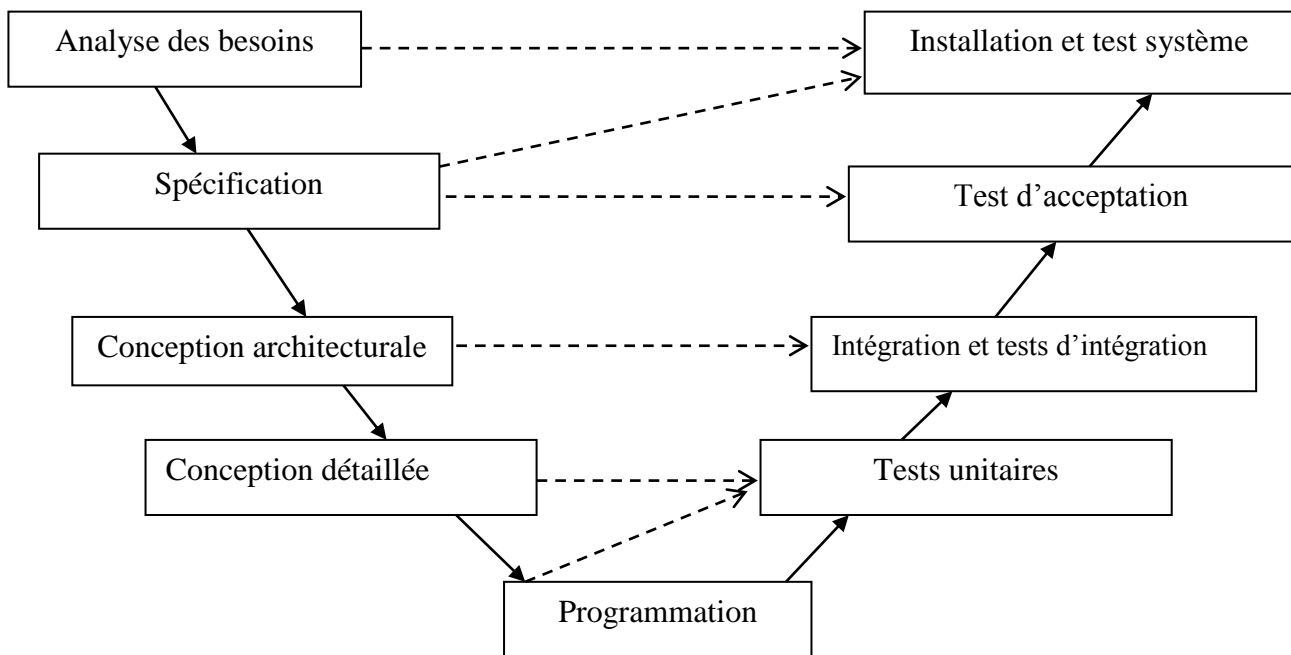 Analyse des besoins
Installation et test système
Spécification
Test d’acceptation
Conception architecturale
Intégration et tests d’intégration
Conception détaillée
Tests unitaires
Programmation